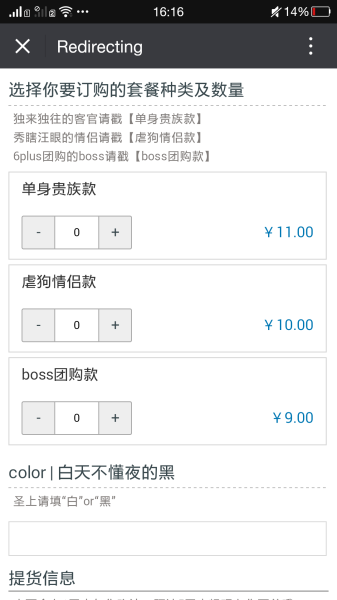 16:16
14%
Redirecting
选择你要订购的套餐种类及数量
独来独往的客官请戳【单身贵族款】
秀瞎汪眼的情侣请戳【虐狗情侣款】
6plus团购的boss请戳【boss团购款】
单身贵族款
- 0 + ￥11.00
虐狗情侣款
- 0 + ￥10.00
boss团购款
- 0 + ￥9.00
color | 白天不懂夜的黑
圣上请填“白”or“黑”
提货信息